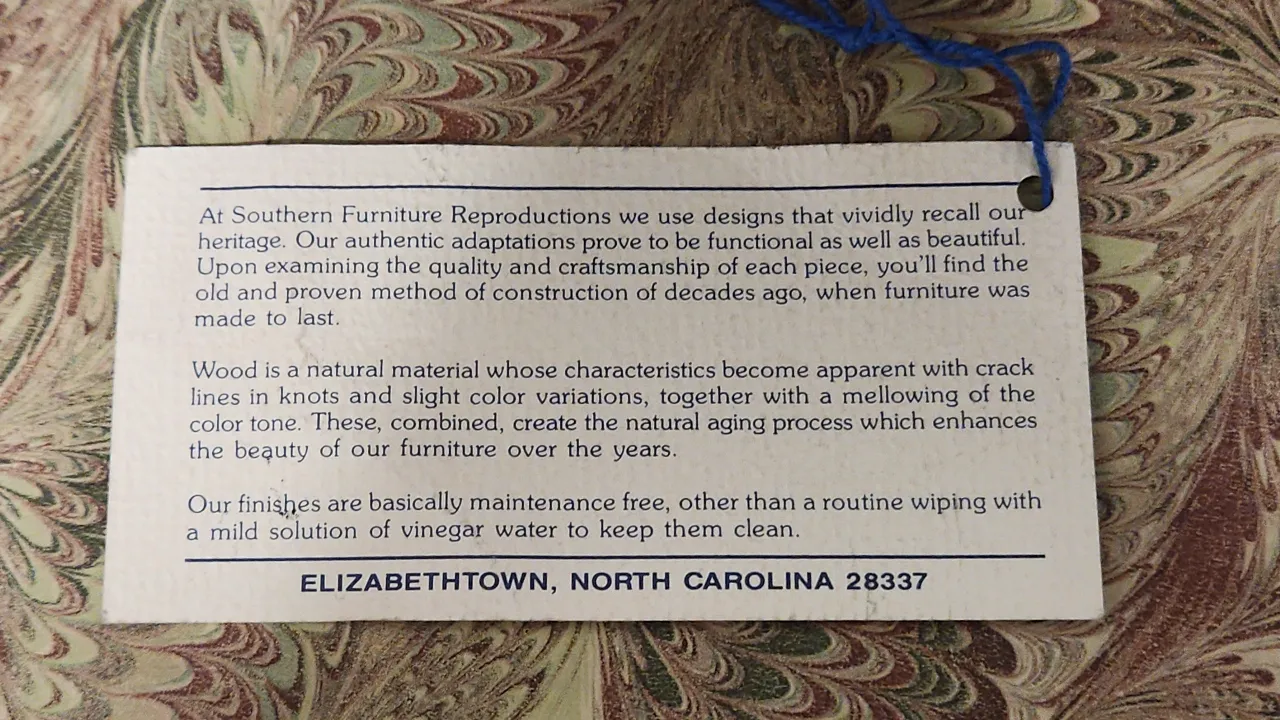 At Southern Furniture Reproductions we use designs that vividly recall our
heritage. Our authentic adaptations prove to be functional as well as beautiful.
Upon examining the quality and craftsmanship of each piece, you'll find the
old and proven method of construction of decades ago, when furniture was
made to last.
Wood is a natural material whose characteristics become apparent with crack
lines in knots and slight color variations, together with a mellowing of the
color tone. These, combined, create the natural aging process which enhances
the beauty of our furniture over the years.
Our finishes are basically maintenance free, other than a routine wiping with
a mild solution of vinegar water to keep them clean.
ELIZABETHTOWN, NORTH CAROLINA 28337